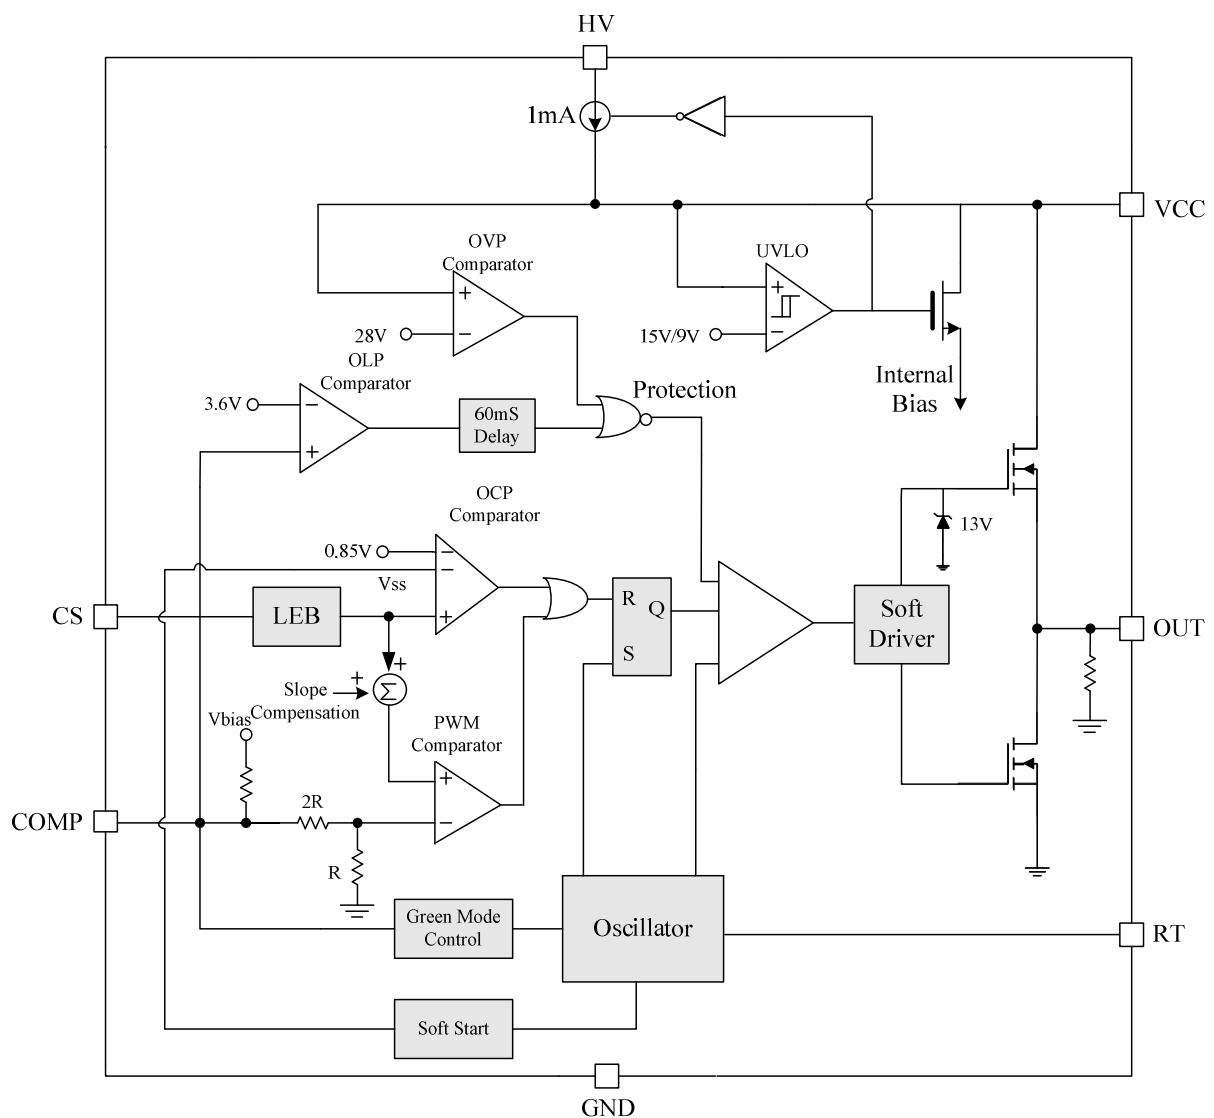 HV
1mA
VCC
OVP
Comparator
+
−
28V
UVLO
+
−
15V/9V
OLP
Comparator
3.6V
−
+
60mS
Delay
Protection
Internal
Bias
OCP
Comparator
0.85V
−
−
+
Vss
13V
CS
LEB
R
Q
S
Soft
Driver
OUT
+
+
Σ
Slope
Compensation
Vbias
PWM
Comparator
+
−
COMP
2R
R
Green Mode
Control
Oscillator
RT
Soft Start
GND